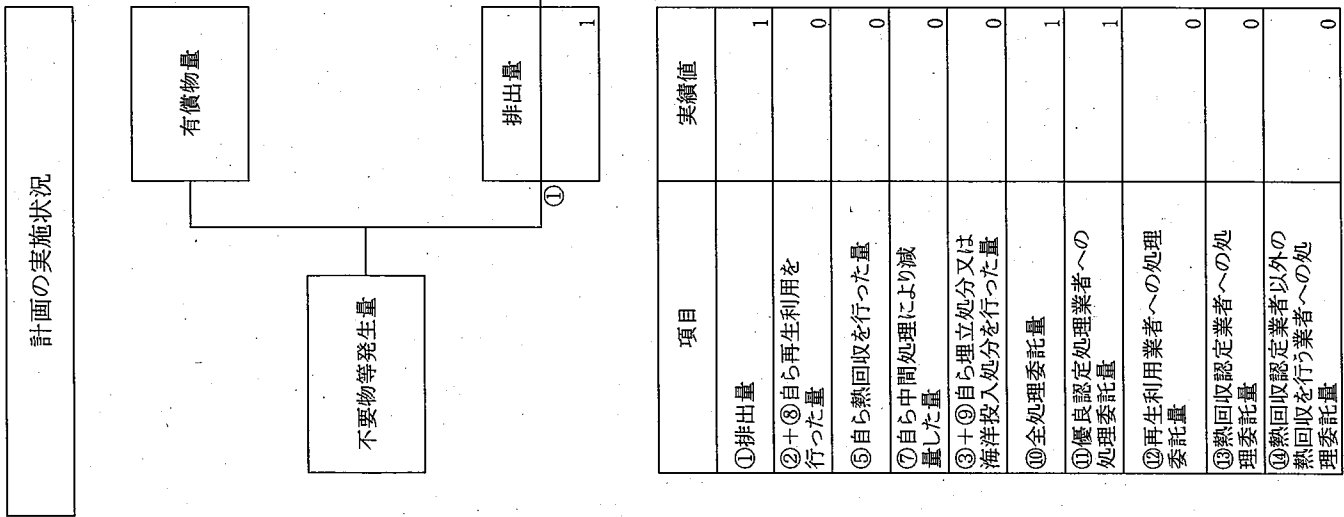 計画の実施状況
有償物量
不要物等発生量
排出量
①
1
項目
実績値
①排出量
1
②+⑧自ら再生利用を
行った量
0
⑤自ら熱回収を行った量
0
⑦自ら中間処理により減
量した量
0
③+⑨自ら埋立処分又は
海洋投入処分を行った量
0
⑩全処理委託量
1
⑪優良認定処理業者への
処理委託量
1
⑫再生利用業者への処理
委託量
0
⑬熱回収認定業者への処
理委託量
0
⑭熱回収認定業者以外の
熱回収を行う業者への処
理委託量
0